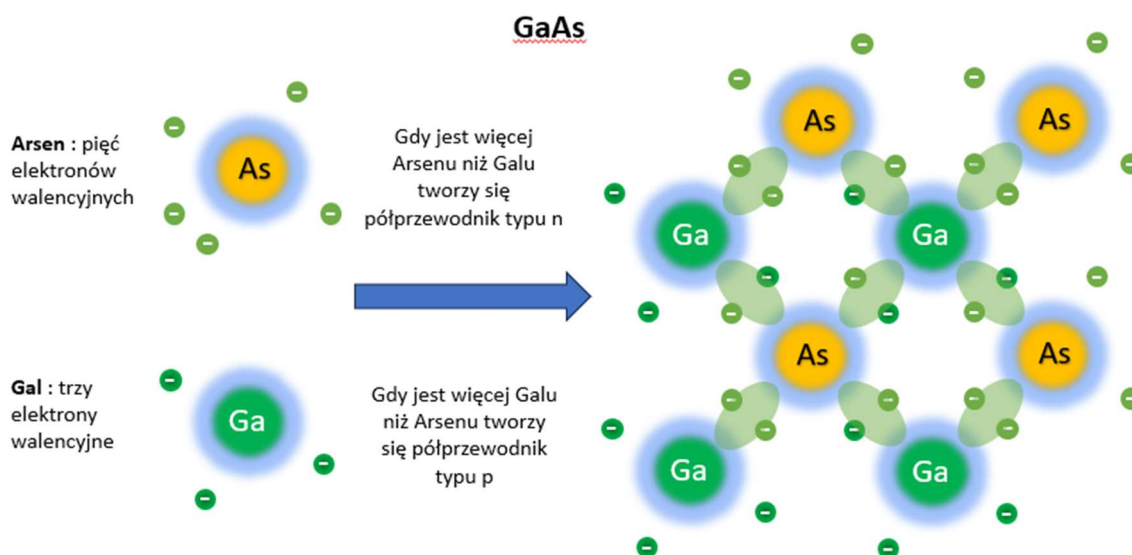 GaAs
Arsen : pięć
elektronów
walencyjnych
As
Gdy jest więcej
Arsenu niż Galu
tworzy się
półprzewodnik typu n
Gal : trzy
elektrony
walencyjne
Ga
Gdy jest więcej Galu
niż Arsenu tworzy
się półprzewodnik
typu p
As
As
Ga
Ga
As
As
Ga
Ga